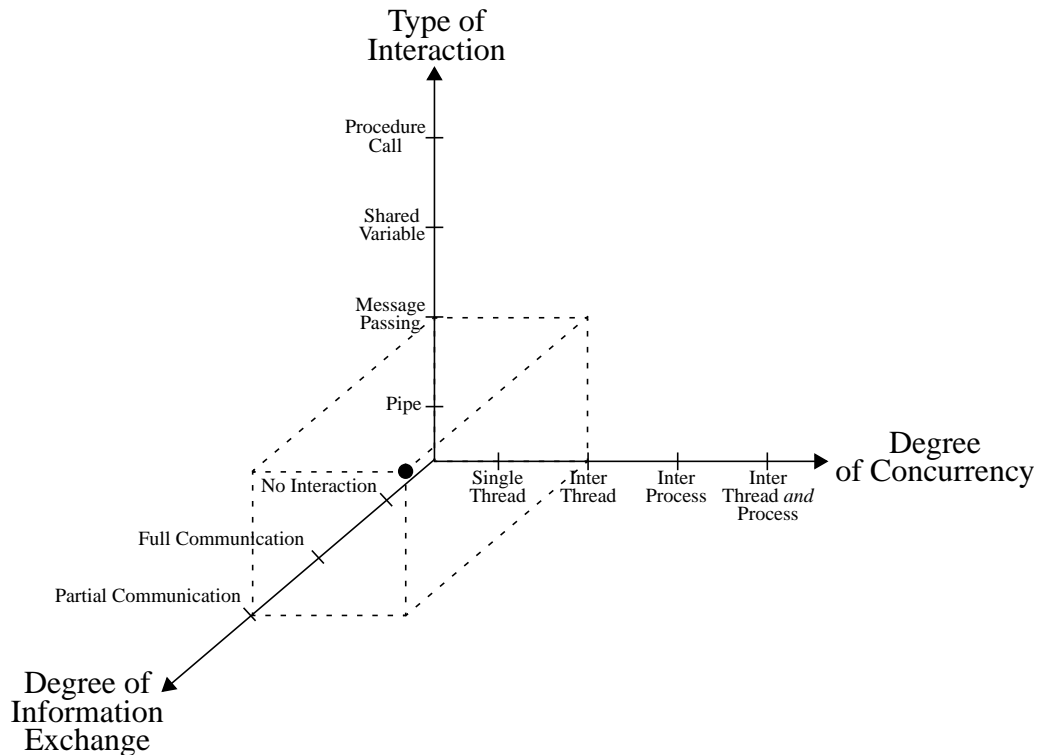 Type of
Interaction
Procedure
Call
Shared
Variable
Message
Passing
Pipe
Degree
of Concurrency
Single
Thread
Inter
Thread
Inter
Process
Inter
Thread and
Process
No Interaction
Full Communication
Partial Communication
Degree of
Information
Exchange